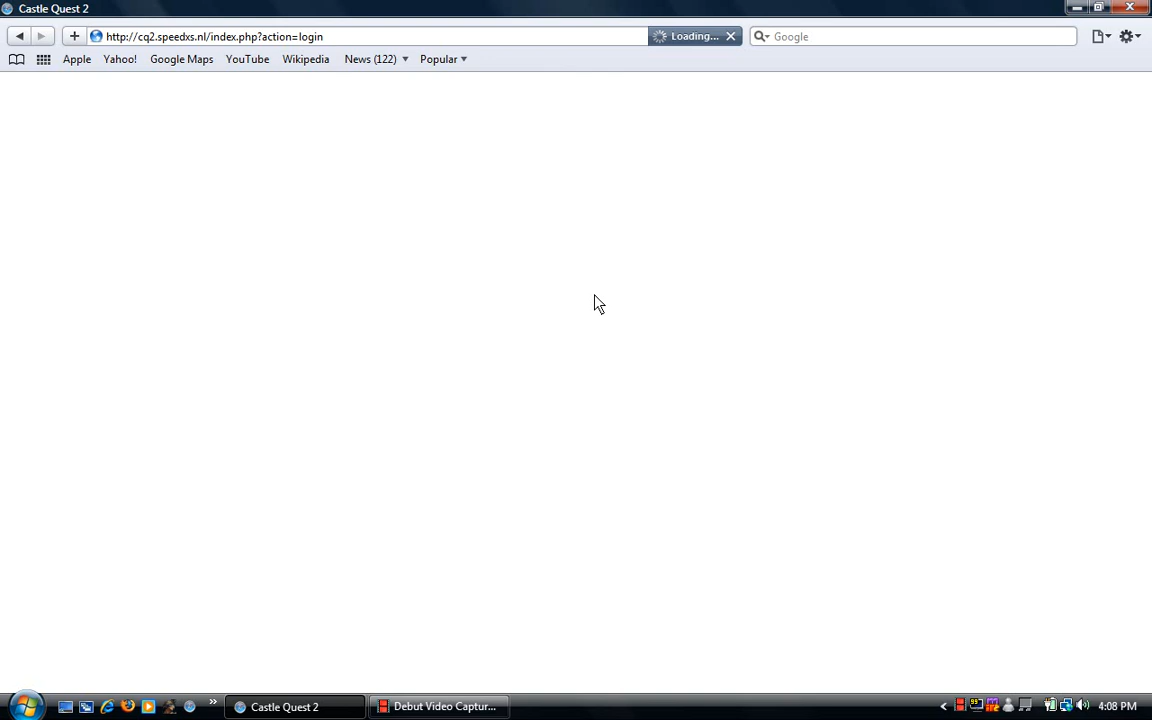 Castle Quest 2
http://cq2.speedxs.nl/index.php?action=login Loading... Google
Apple Yahoo! Google Maps YouTube Wikipedia News (122) Popular
Castle Quest 2 Debut Video Captur... 99 4:08 PM